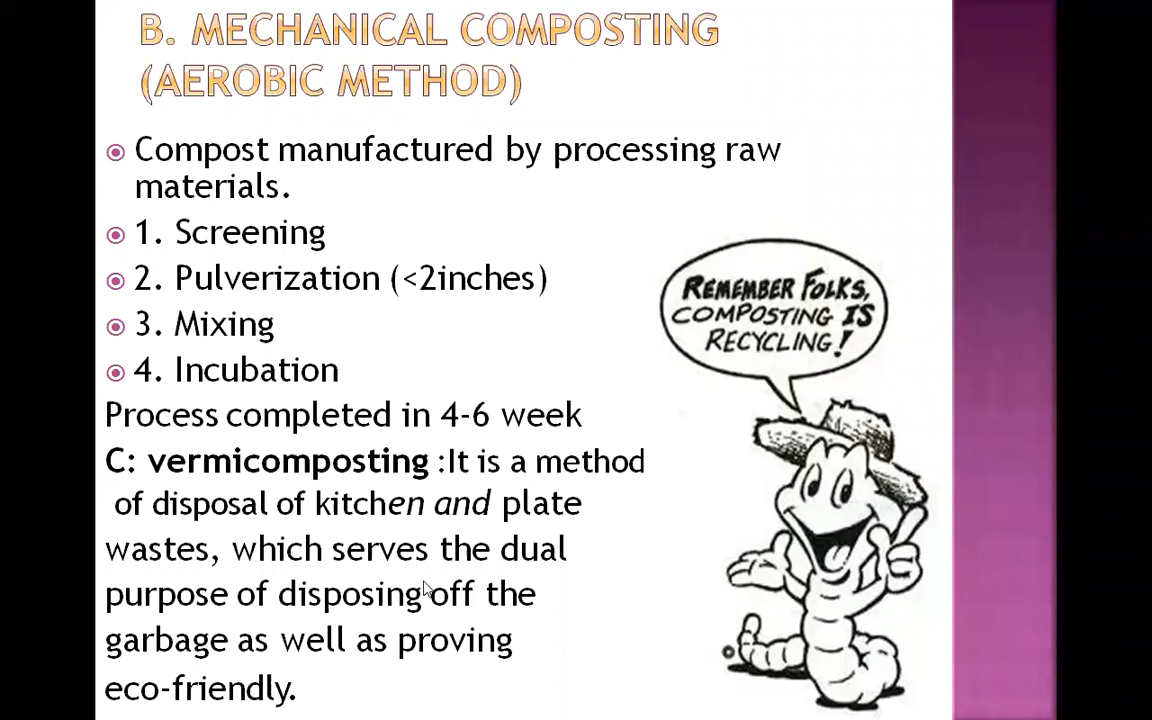 B. MECHANICAL COMPOSTING
(AEROBIC METHOD)
Compost manufactured by processing raw
materials.
1. Screening
2. Pulverization (<2inches)
3. Mixing
4. Incubation
Process completed in 4-6 week
C: vermicomposting :It is a method
of disposal of kitchen and plate
wastes, which serves the dual
purpose of disposing off the
garbage as well as proving
eco-friendly.
REMEMBER FOLKS,
COMPOSTING IS
RECYCLING!